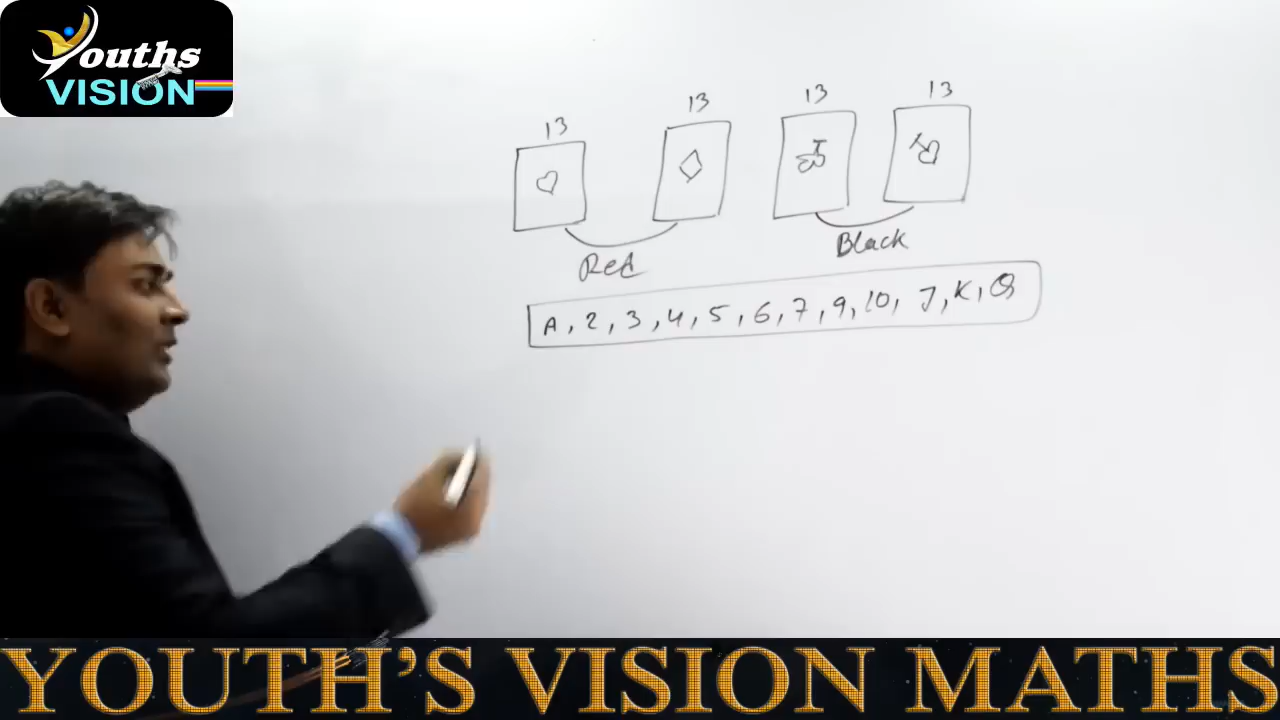 Youths
VISION
13 13 13 13
Red
Black
A, 2, 3, 4, 5, 6, 7, 9, 10, J, K, Q
YOUTH'S VISION MATHS